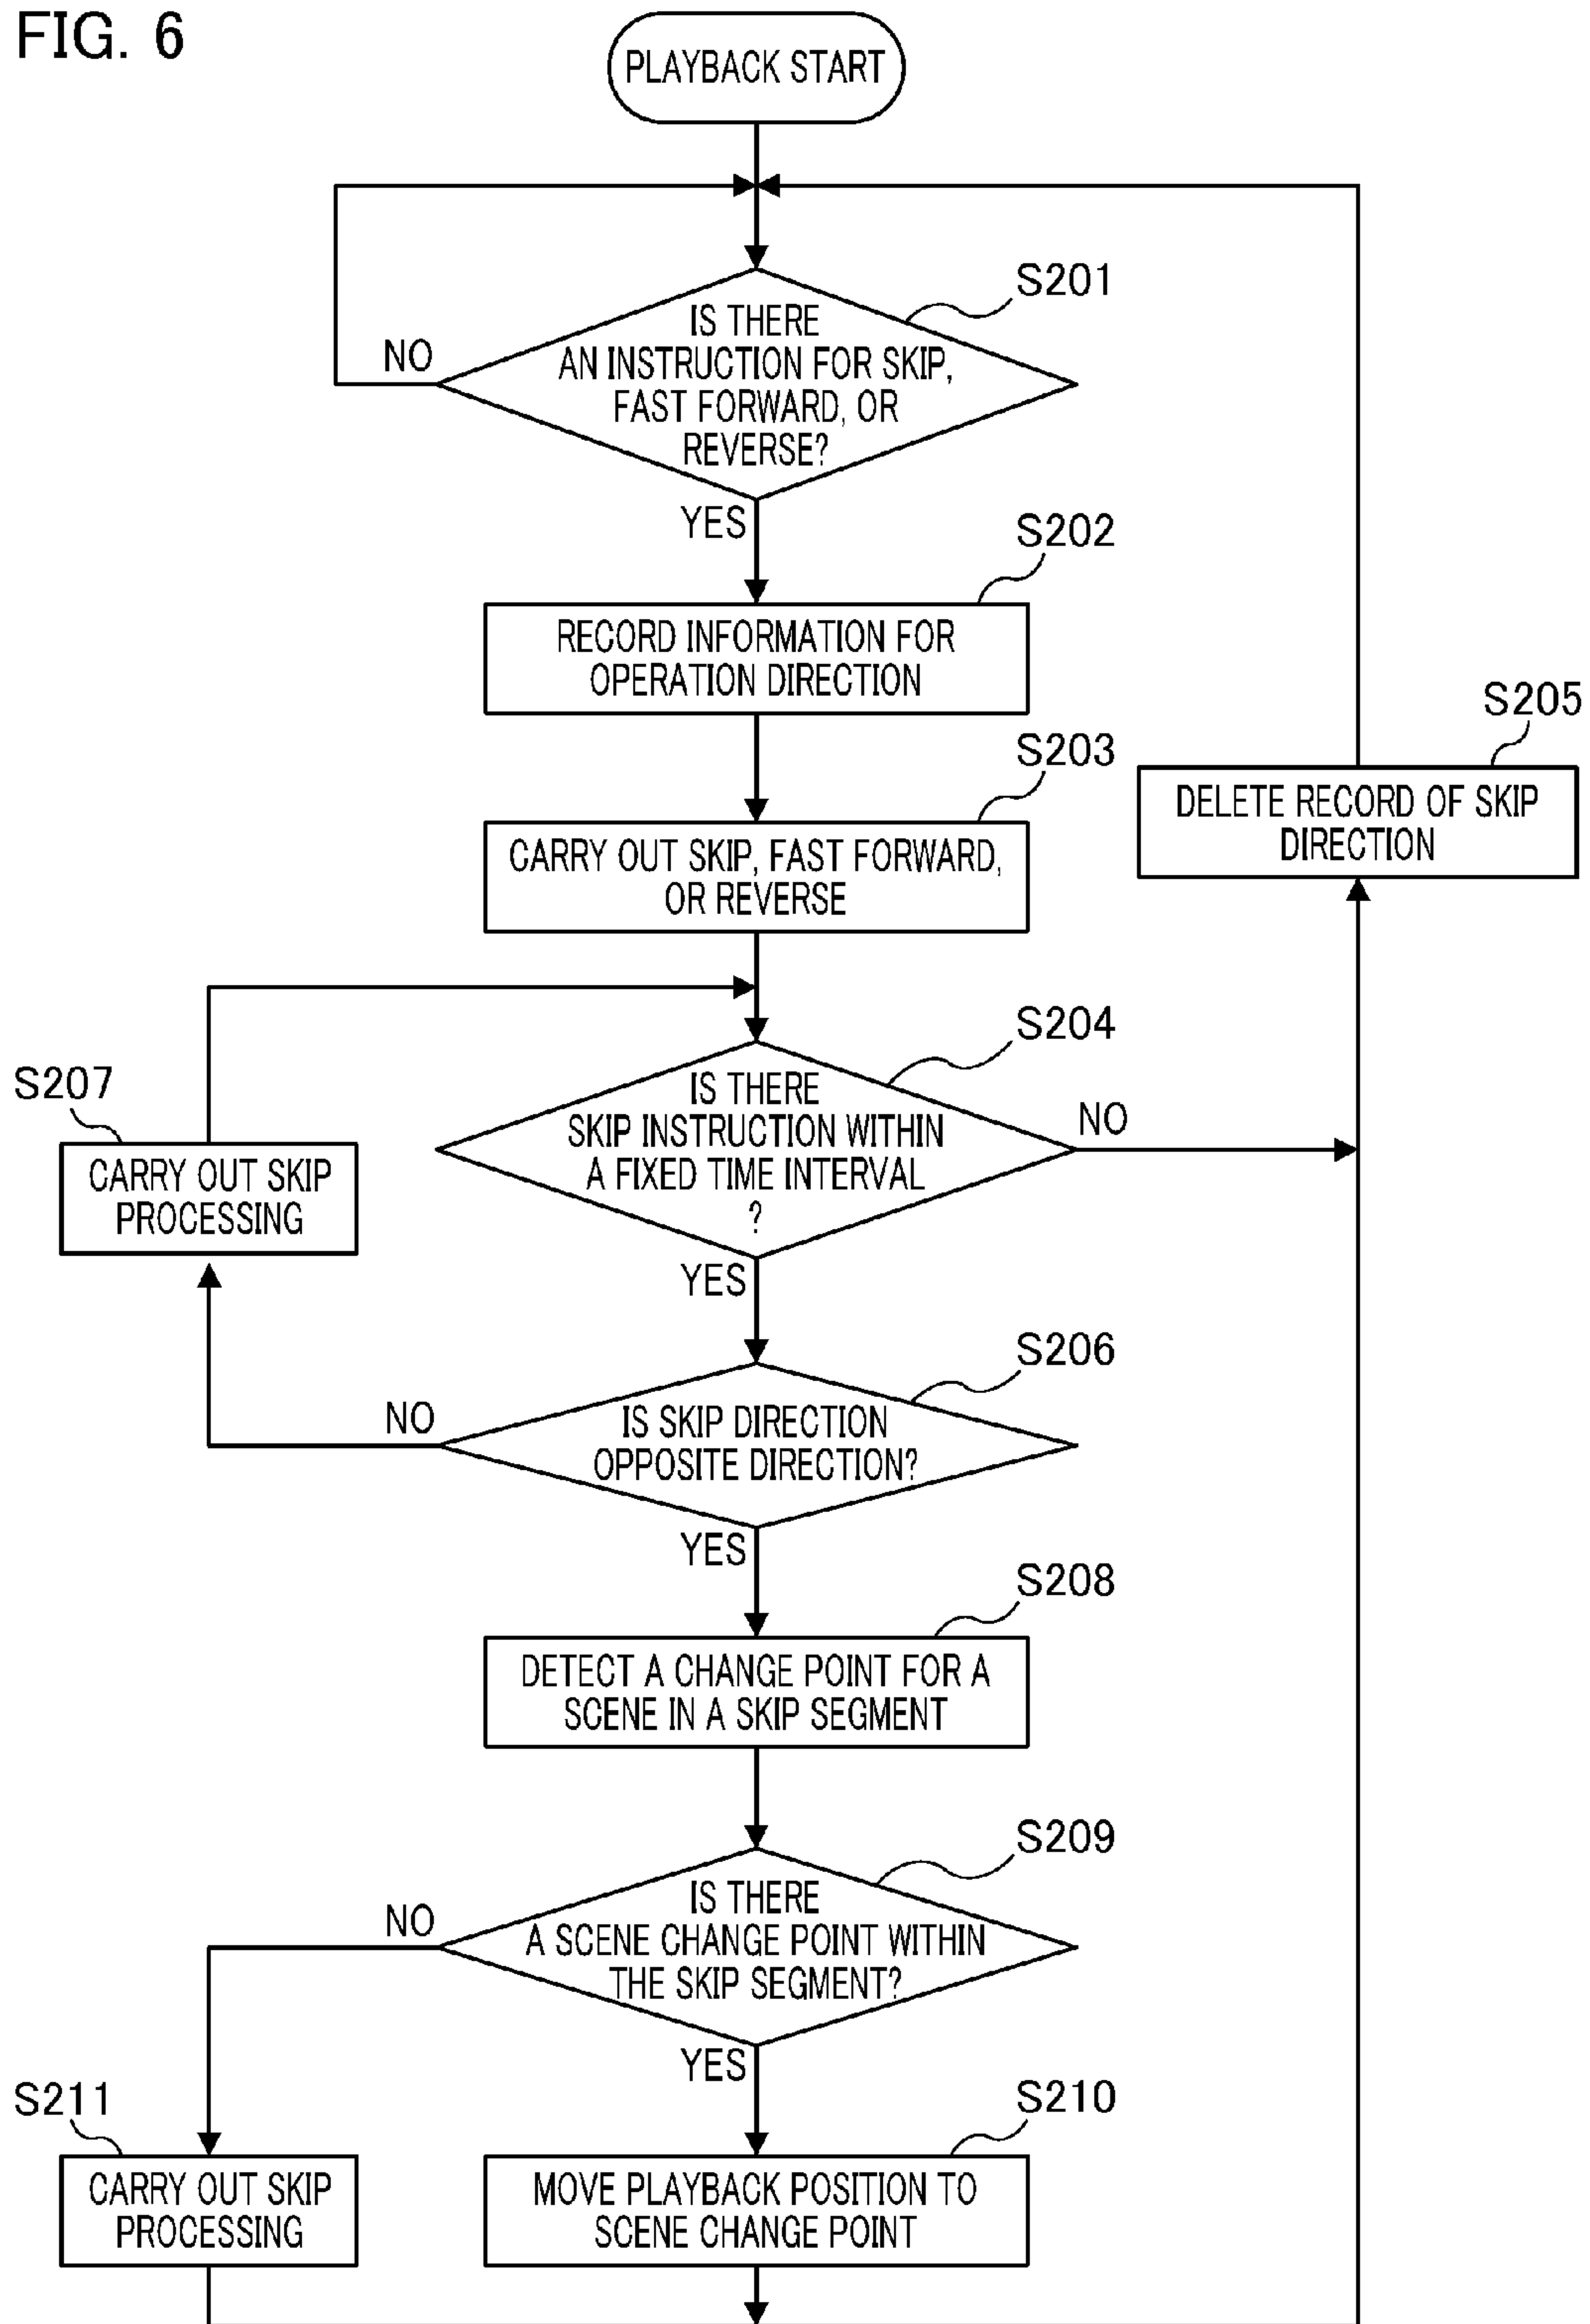 FIG. 6
PLAYBACK START
S201
IS THERE
AN INSTRUCTION FOR SKIP,
FAST FORWARD, OR
REVERSE?
NO
YES
S202
RECORD INFORMATION FOR
OPERATION DIRECTION
S205
DELETE RECORD OF SKIP
DIRECTION
S203
CARRY OUT SKIP, FAST FORWARD,
OR REVERSE
S204
IS THERE
SKIP INSTRUCTION WITHIN
A FIXED TIME INTERVAL
?
NO
YES
S207
CARRY OUT SKIP
PROCESSING
S206
IS SKIP DIRECTION
OPPOSITE DIRECTION?
NO
YES
S208
DETECT A CHANGE POINT FOR A
SCENE IN A SKIP SEGMENT
S209
IS THERE
A SCENE CHANGE POINT WITHIN
THE SKIP SEGMENT?
NO
YES
S211
CARRY OUT SKIP
PROCESSING
S210
MOVE PLAYBACK POSITION TO
SCENE CHANGE POINT